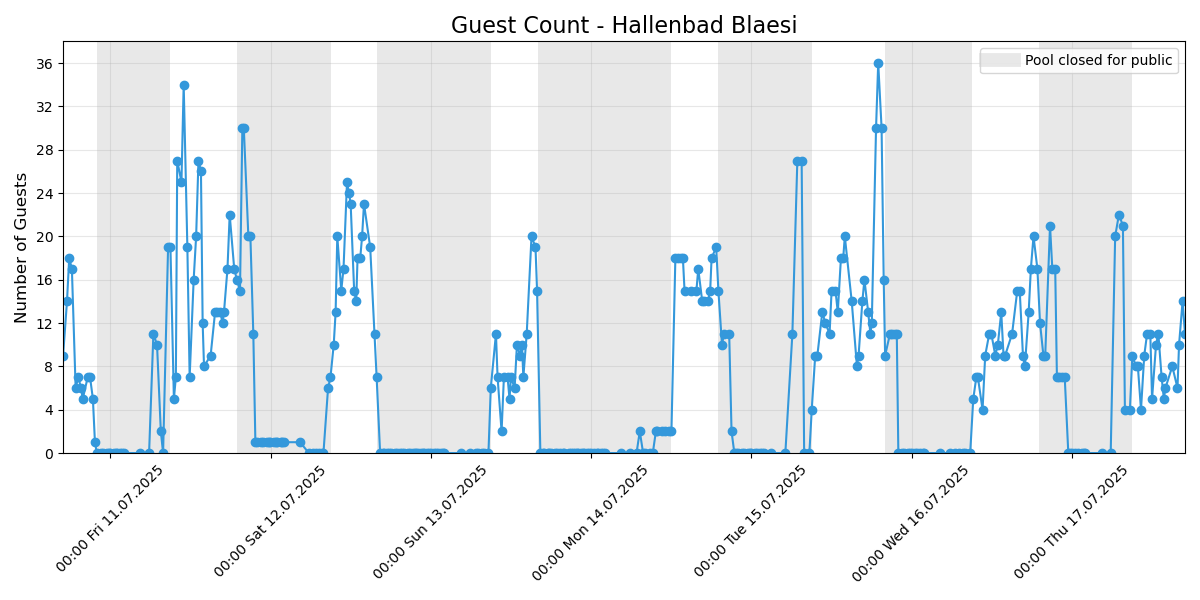 Guest Count - Hallenbad Blaesi
Pool closed for public
Number of Guests
36
32
28
24
20
16
12
8
4
0
00:00 Fri 11.07.2025
00:00 Sat 12.07.2025
00:00 Sun 13.07.2025
00:00 Mon 14.07.2025
00:00 Tue 15.07.2025
00:00 Wed 16.07.2025
00:00 Thu 17.07.2025